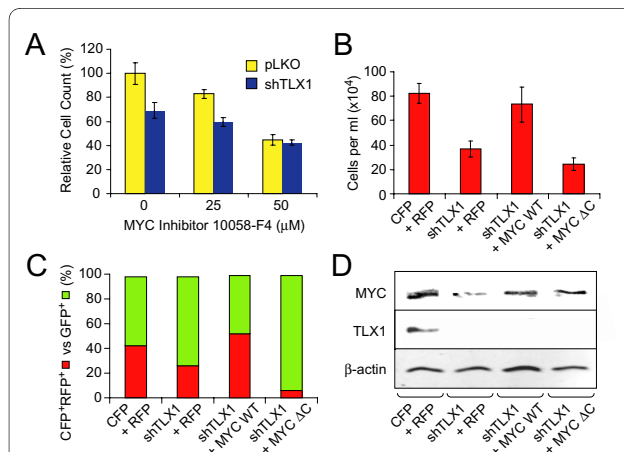 A
Relative Cell Count (%)
120
100
80
60
40
20
0
pLKO
shTLX1
0 25 50
MYC Inhibitor 10058-F4 (μM)
B
Cells per ml (x10⁴)
100
80
60
40
20
0
CFP + RFP
shTLX1 + RFP
shTLX1 + MYC WT
shTLX1 + MYC ΔC
C
CFP⁺RFP⁺ vs GFP⁺ (%)
100
80
60
40
20
0
CFP + RFP
shTLX1 + RFP
shTLX1 + MYC WT
shTLX1 + MYC ΔC
D
MYC
TLX1
β-actin
CFP + RFP
shTLX1 + RFP
shTLX1 + MYC WT
shTLX1 + MYC ΔC